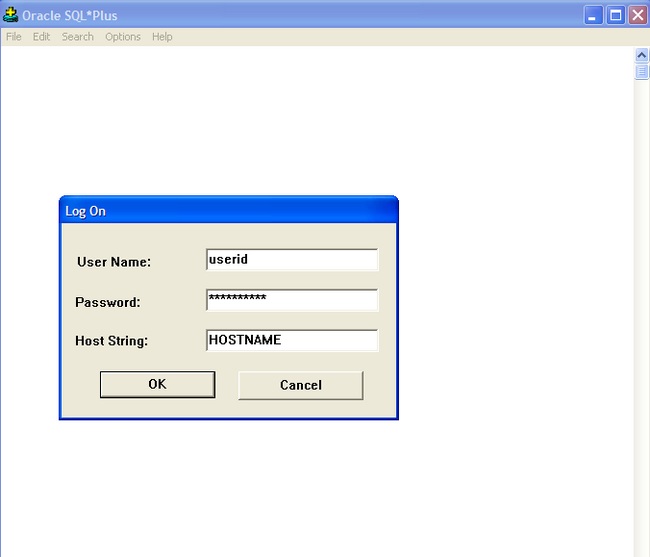 Oracle SQL*Plus
File Edit Search Options Help
Log On
User Name: userid
Password: **********
Host String: HOSTNAME
OK Cancel